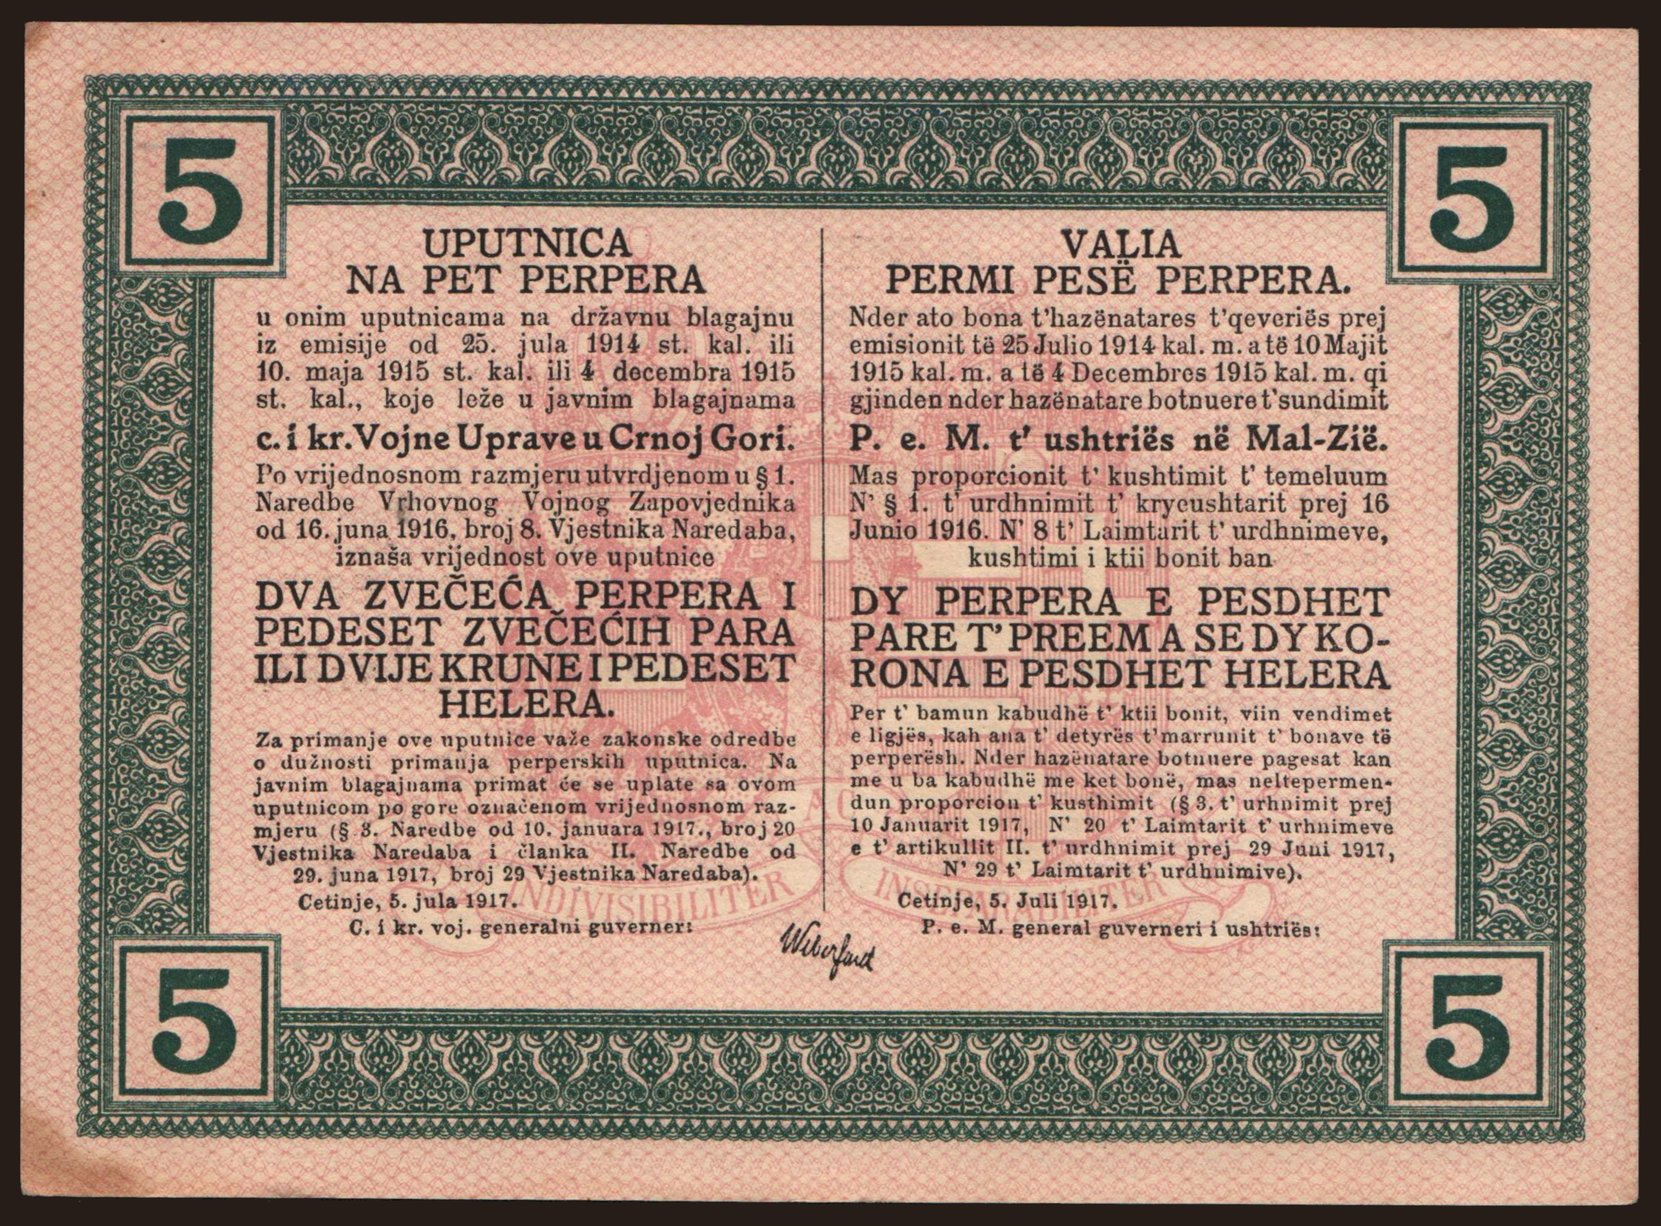 5
5
UPUTNICA
NA PET PERPERA
u onim uputnicama na državnu blagajnu
iz emisije od 25. jula 1914 st. kal. ili
10. maja 1915 st. kal. ili 4 decembra 1915
st. kal., koje leže u javnim blagajnama
c. i kr. Vojne Uprave u Crnoj Gori.
Po vrijednosnom razmjeru utvrdjenom u § 1.
Naredbe Vrhovnog Vojnog Zapovjednika
od 16. juna 1916, broj 8. Vjestnika Naredaba,
iznaša vrijednost ove uputnice
DVA ZVEČEĆA PERPERA I
PEDESET ZVEČEĆIH PARA
ILI DVIJE KRUNE I PEDESET
HELERA.
Za primanje ove uputnice važe zakonske odredbe
o dužnosti primanja perperskih uputnica. Na
javnim blagajnama primat će se uplate sa ovom
uputnicom po gore označenom vrijednosnom raz-
mjeru (§ 3. Naredbe od 10. januara 1917., broj 20
Vjestnika Naredaba i članka II. Naredbe od
29. juna 1917, broj 29 Vjestnika Naredaba).
Cetinje, 5. jula 1917.
C. i kr. voj. generalni guverner:
VALIA
PERMI PESË PERPERA.
Nder ato bona t'hazënatares t'qeveriës prej
emisionit të 25 Julio 1914 kal. m. a të 10 Majit
1915 kal. m. a të 4 Decembres 1915 kal. m. qi
gjinden nder hazënatare botnuere t'sundimit
P. e. M. t' ushtriës në Mal-Zië.
Mas proporcionit t' kushtimit t' temeluum
N' § 1. t' urdhnimit t' kryeushtarit prej 16
Junio 1916. N' 8 t' Laimtarit t' urdhnimeve,
kushtimi i ktii bonit ban
DY PERPERA E PESDHET
PARE T' PREEM A SE DY KO-
RONA E PESDHET HELERA
Per t' bamun kabudhë t' ktii bonit, viin vendimet
e ligjës, kah ana t' detyrës t'marrunit t' bonave të
perperësh. Nder hazënatare botnuere pagesat kan
me u ba kabudhë me ket bonë, mas neltepermen-
dun proporcion t' kusthimit (§ 3. t' urhnimit prej
10 Januarit 1917, N' 20 t' Laimtarit t' urhnimeve
e t' artikullit II. t' urdhnimit prej 29 Juni 1917,
N' 29 t' Laimtarit t' urdhnimive).
Cetinje, 5. Juli 1917.
P. e. M. general guverneri i ushtriës:
INDIVISIBILITER
INSEPARABILITER
5
5